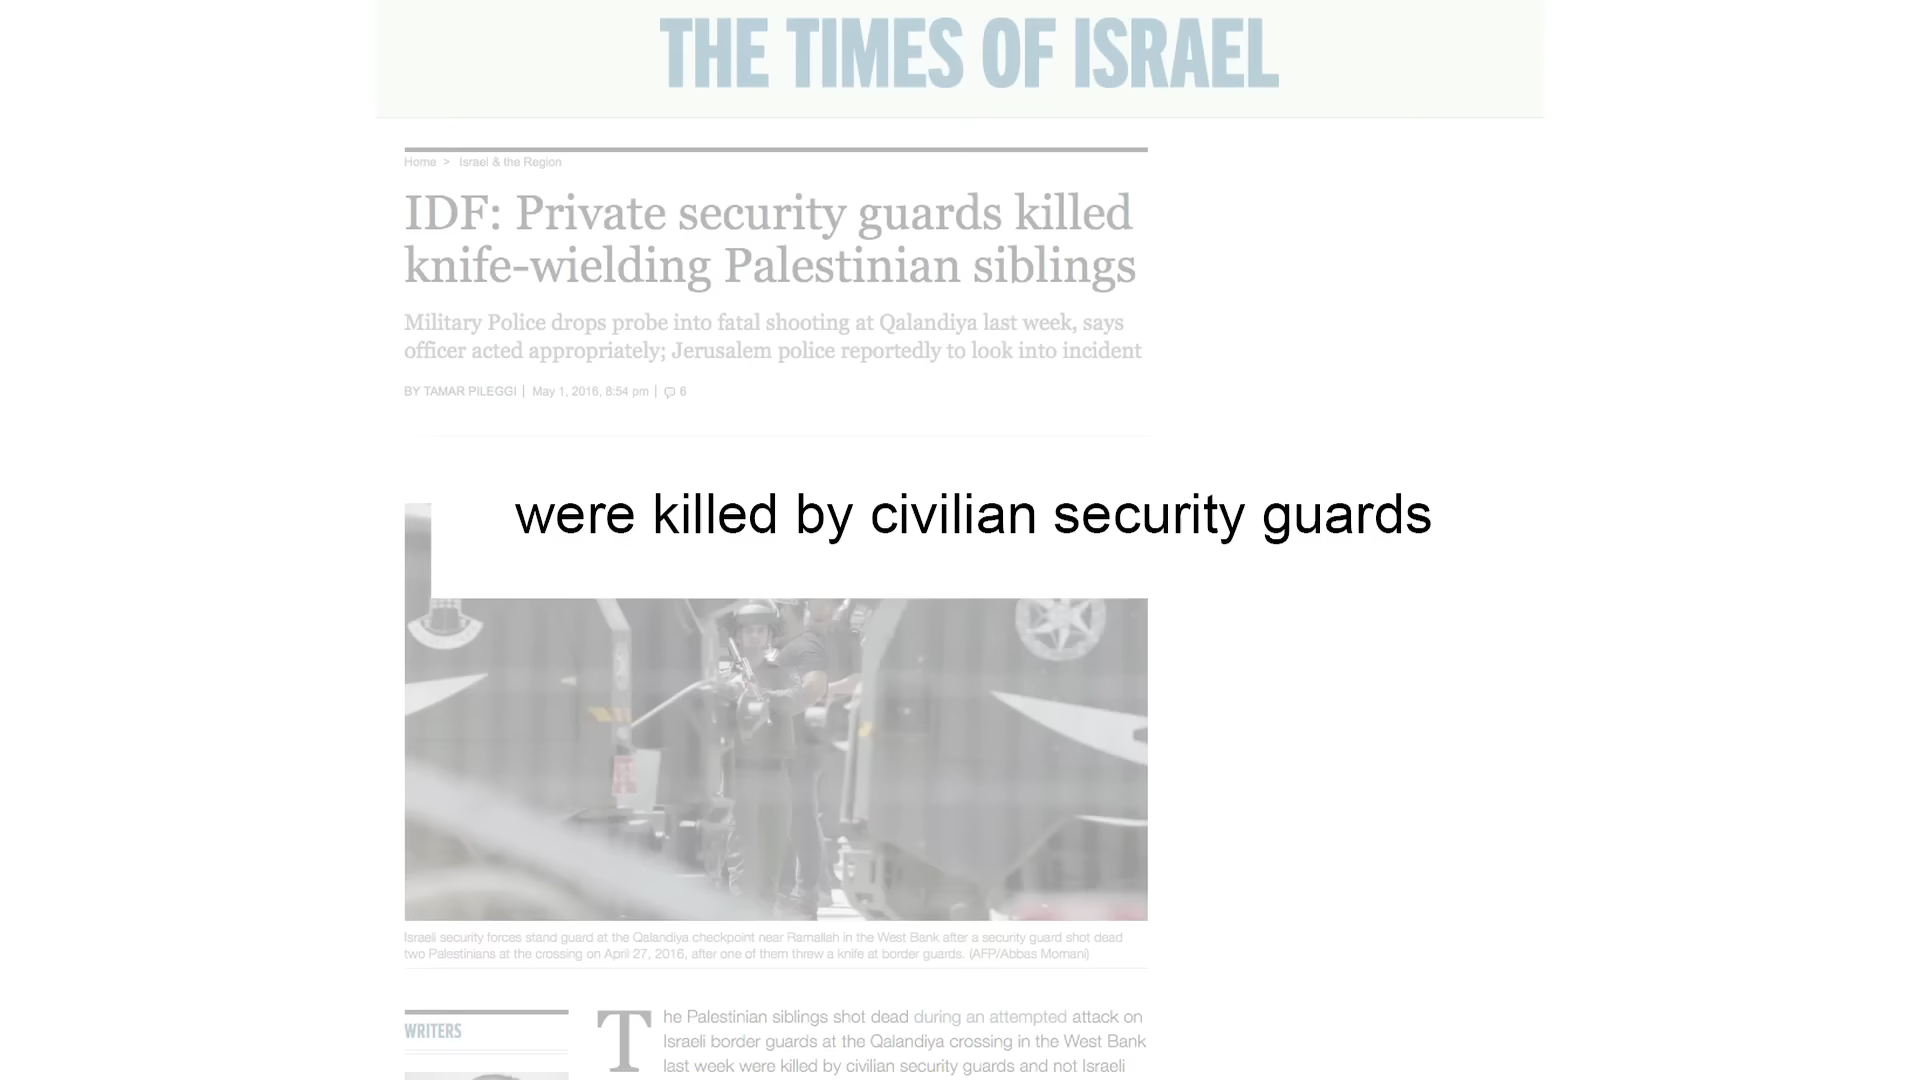 THE TIMES OF ISRAEL
Home > Israel & the Region
IDF: Private security guards killed
knife-wielding Palestinian siblings
Military Police drops probe into fatal shooting at Qalandiya last week, says
officer acted appropriately; Jerusalem police reportedly to look into incident
BY TAMAR PILEGGI | May 1, 2016, 8:54 pm | 6
were killed by civilian security guards
Israeli security forces stand guard at the Qalandiya checkpoint near Ramallah in the West Bank after a security guard shot dead
two Palestinians at the crossing on April 27, 2016, after one of them threw a knife at border guards. (AFP/Abbas Momani)
WRITERS
The Palestinian siblings shot dead during an attempted attack on
Israeli border guards at the Qalandiya crossing in the West Bank
last week were killed by civilian security guards and not Israeli